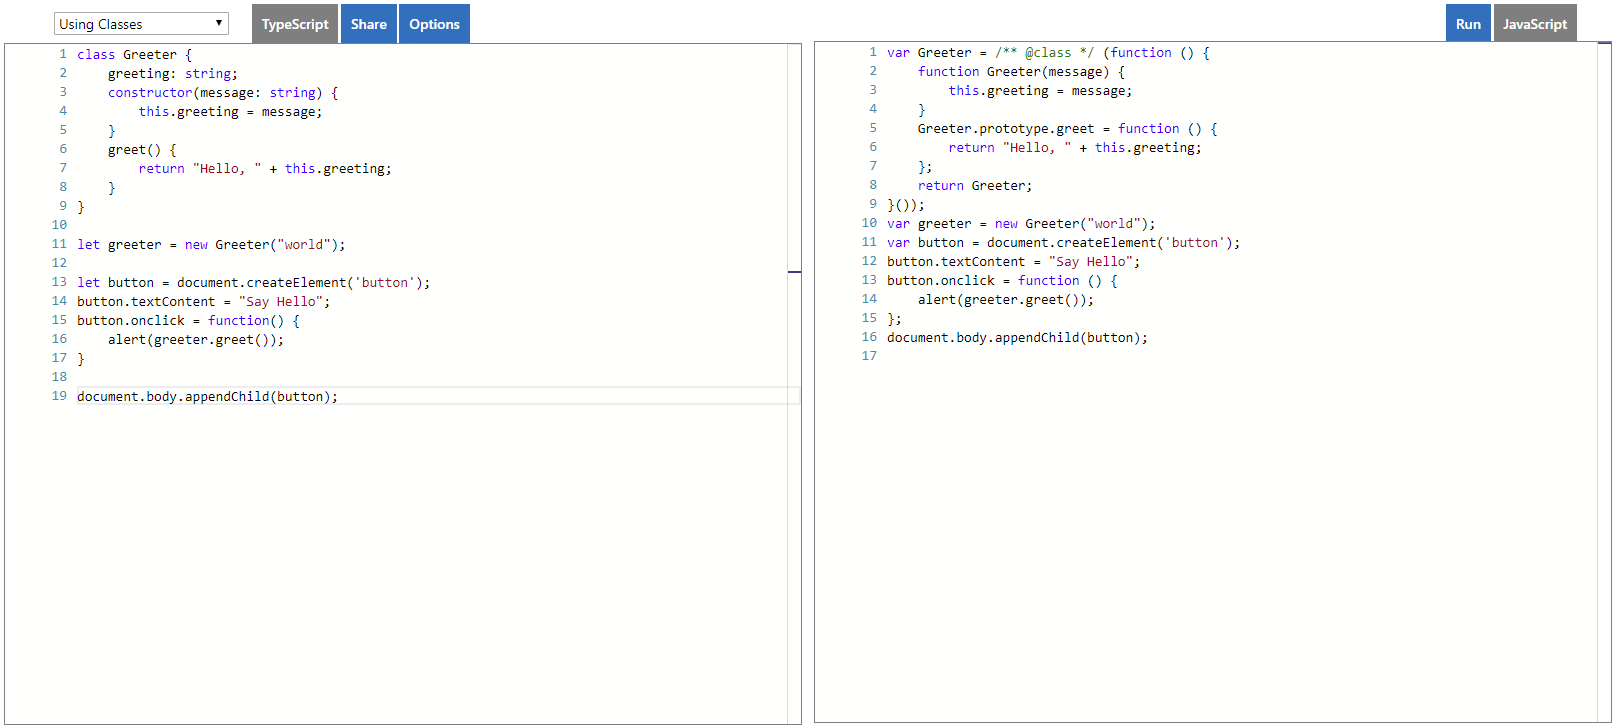 Using Classes TypeScript Share Options Run JavaScript
1 class Greeter {
2     greeting: string;
3     constructor(message: string) {
4         this.greeting = message;
5     }
6     greet() {
7         return "Hello, " + this.greeting;
8     }
9 }
10
11 let greeter = new Greeter("world");
12
13 let button = document.createElement('button');
14 button.textContent = "Say Hello";
15 button.onclick = function() {
16     alert(greeter.greet());
17 }
18
19 document.body.appendChild(button);
1 var Greeter = /** @class */ (function () {
2     function Greeter(message) {
3         this.greeting = message;
4     }
5     Greeter.prototype.greet = function () {
6         return "Hello, " + this.greeting;
7     };
8     return Greeter;
9 }());
10 var greeter = new Greeter("world");
11 var button = document.createElement('button');
12 button.textContent = "Say Hello";
13 button.onclick = function () {
14     alert(greeter.greet());
15 };
16 document.body.appendChild(button);
17